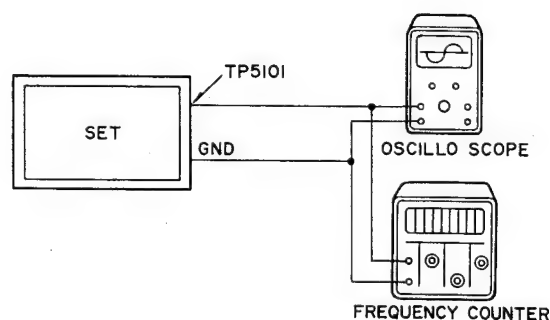 TP5101
SET
GND
OSCILLO SCOPE
FREQUENCY COUNTER